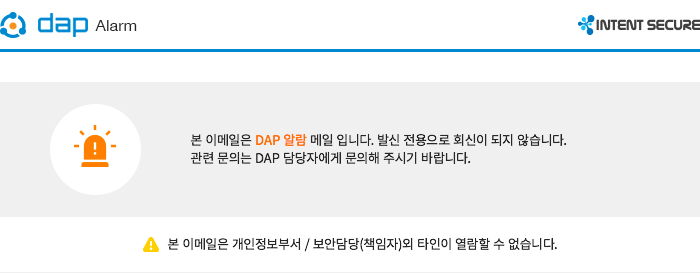 dap Alarm
INTENT SECURE
본 이메일은 DAP 알람 메일 입니다. 발신 전용으로 회신이 되지 않습니다.
관련 문의는 DAP 담당자에게 문의해 주시기 바랍니다.
본 이메일은 개인정보부서 / 보안담당(책임자)외 타인이 열람할 수 없습니다.